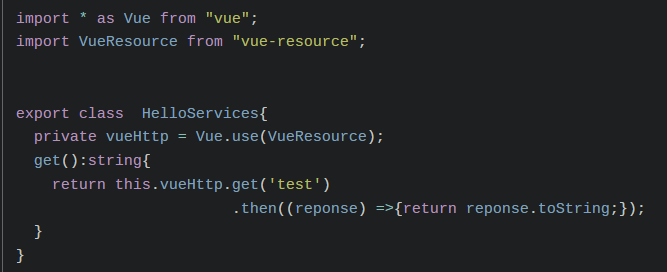 import * as Vue from "vue";
import VueResource from "vue-resource";
export class  HelloServices{
private vueHttp = Vue.use(VueResource);
get():string{
return this.vueHttp.get('test')
.then((reponse) =>{return reponse.toString;});
}
}